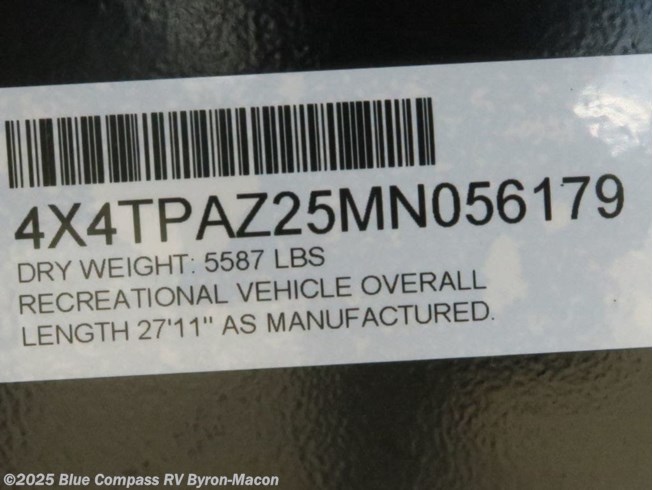 4X4TPAZ25MN056179
DRY WEIGHT: 5587 LBS
RECREATIONAL VEHICLE OVERALL
LENGTH 27'11" AS MANUFACTURED.
©2025 Blue Compass RV Byron-Macon